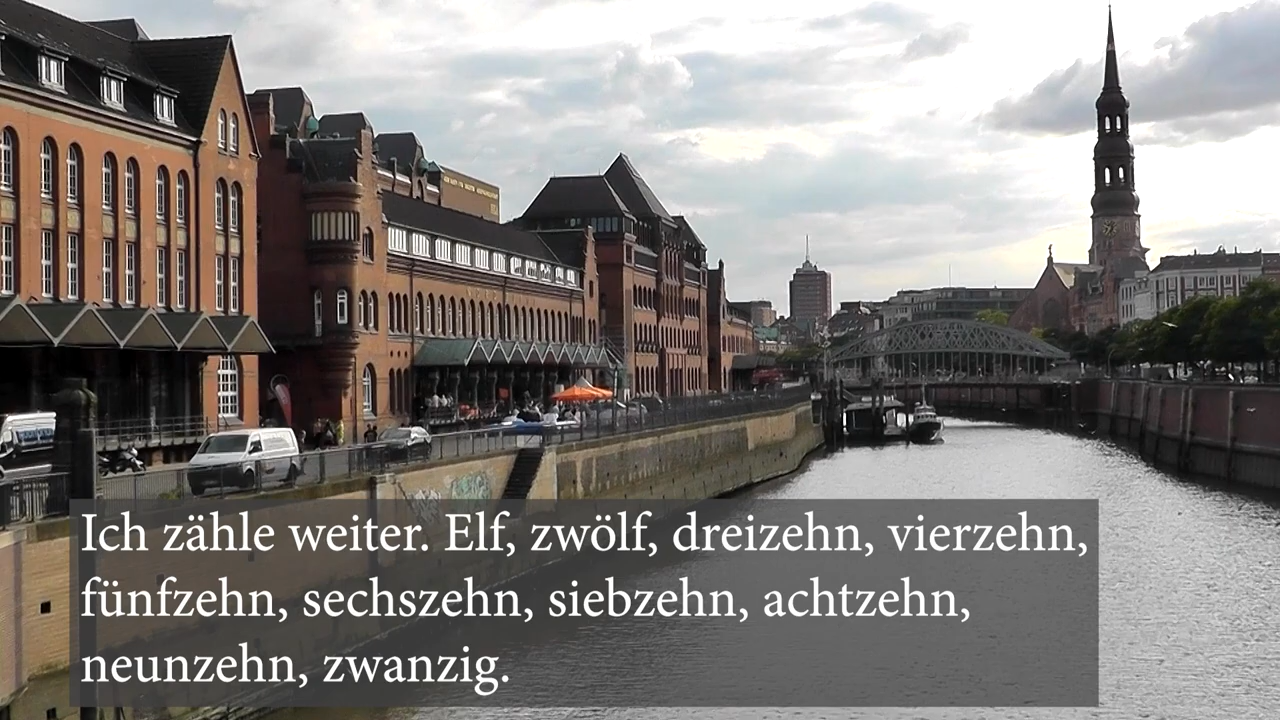 Ich zähle weiter. Elf, zwölf, dreizehn, vierzehn,
fünfzehn, sechszehn, siebzehn, achtzehn,
neunzehn, zwanzig.